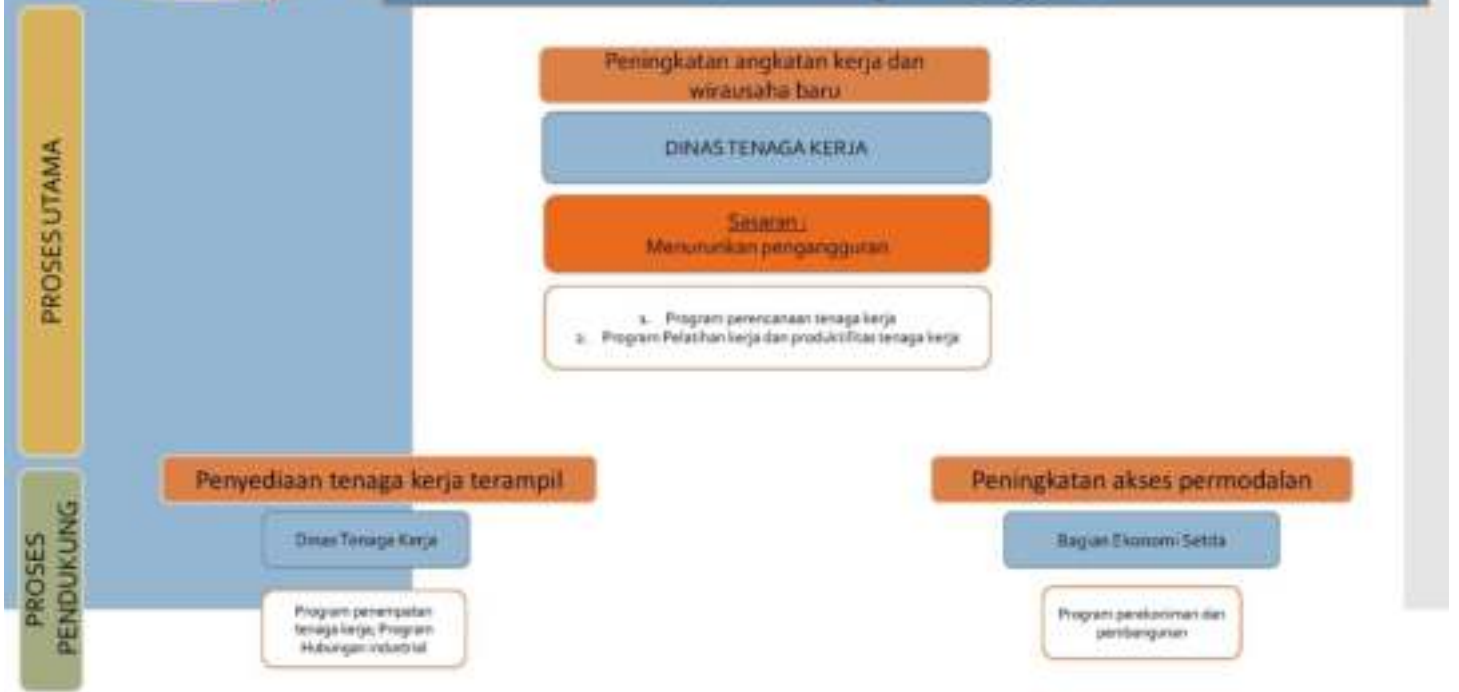 PROSES UTAMA
Peningkatan angkatan kerja dan
wirausaha baru
DINAS TENAGA KERJA
Sasaran :
Menurunkan pengangguran
1. Program perencanaan tenaga kerja
2. Program Pelatihan kerja dan produktifitas tenaga kerja
PROSES
PENDUKUNG
Penyediaan tenaga kerja terampil
Dinas Tenaga Kerja
Program penempatan
tenaga kerja; Program
Hubungan industrial
Peningkatan akses permodalan
Bagian Ekonomi Setda
Program perekoniman dan
pembangunan